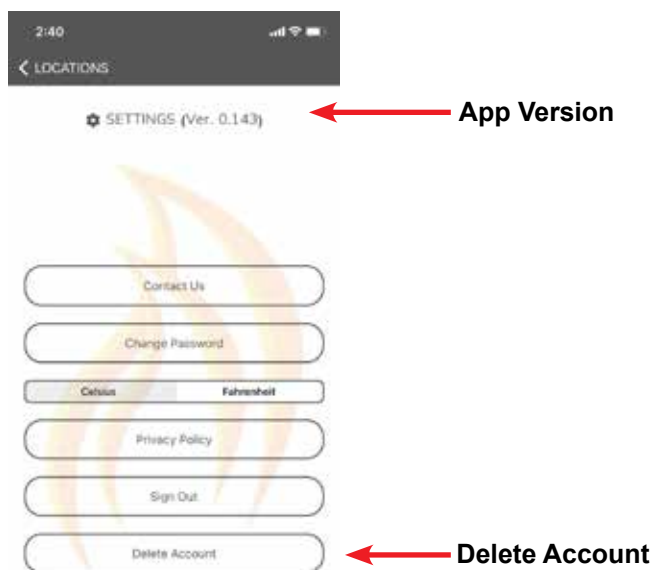 2:40
LOCATIONS
SETTINGS (Ver. 0.143)
App Version
Contact Us
Change Password
Celsius Fahrenheit
Privacy Policy
Sign Out
Delete Account
Delete Account